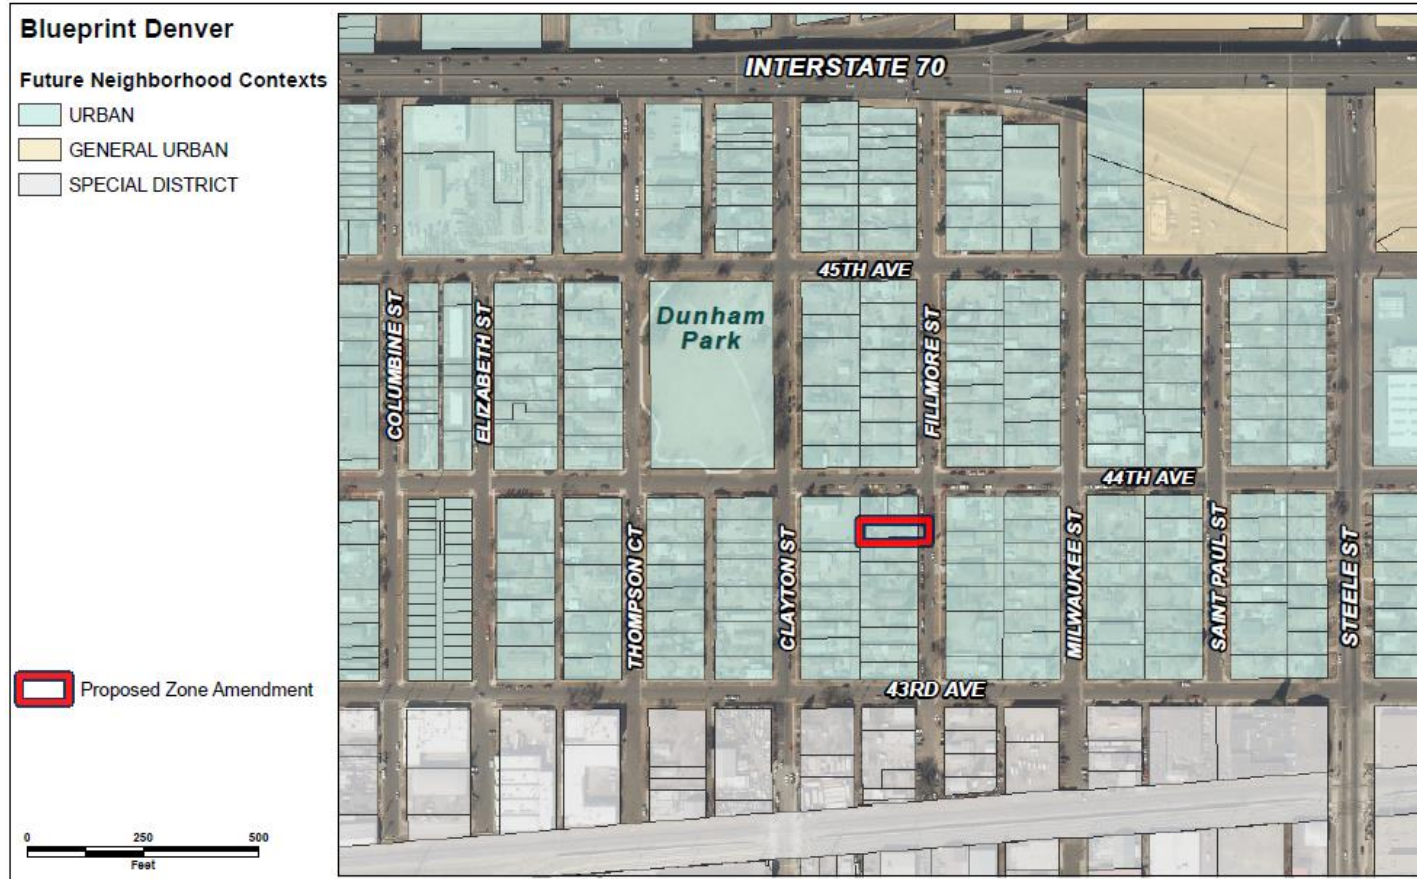 Blueprint Denver
Future Neighborhood Contexts
URBAN
GENERAL URBAN
SPECIAL DISTRICT
Proposed Zone Amendment
0 250 500
Feet
INTERSTATE 70
45TH AVE
Dunham
Park
COLUMBINE ST
ELIZABETH ST
FILLMORE ST
44TH AVE
THOMPSON CT
CLAYTON ST
MILWAUKEE ST
SAINT PAUL ST
STEELE ST
43RD AVE